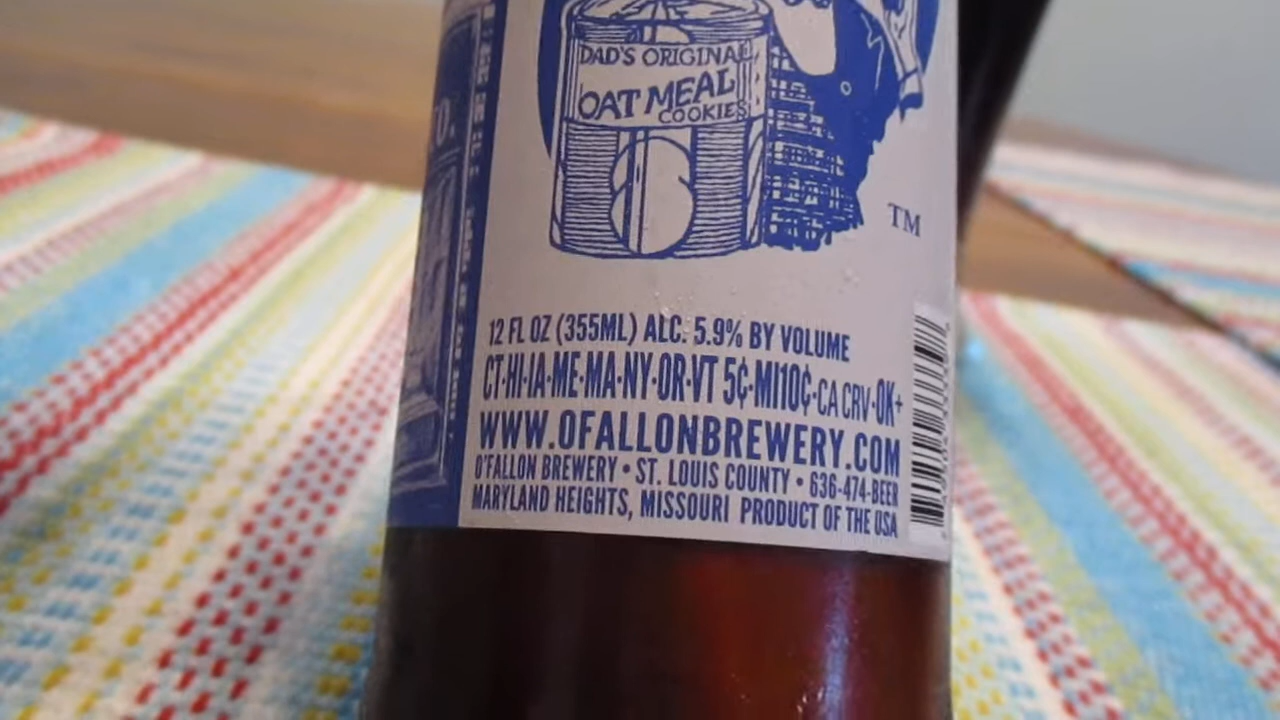 DAD'S ORIGINAL
OATMEAL
COOKIES
TM
12 FL OZ (355ML) ALC. 5.9% BY VOLUME
CT·HI·IA·ME·MA·NY·OR·VT 5¢·MI10¢·CA CRV·OK+
WWW.OFALLONBREWERY.COM
O'FALLON BREWERY • ST. LOUIS COUNTY • 636-474-BEER
MARYLAND HEIGHTS, MISSOURI PRODUCT OF THE USA